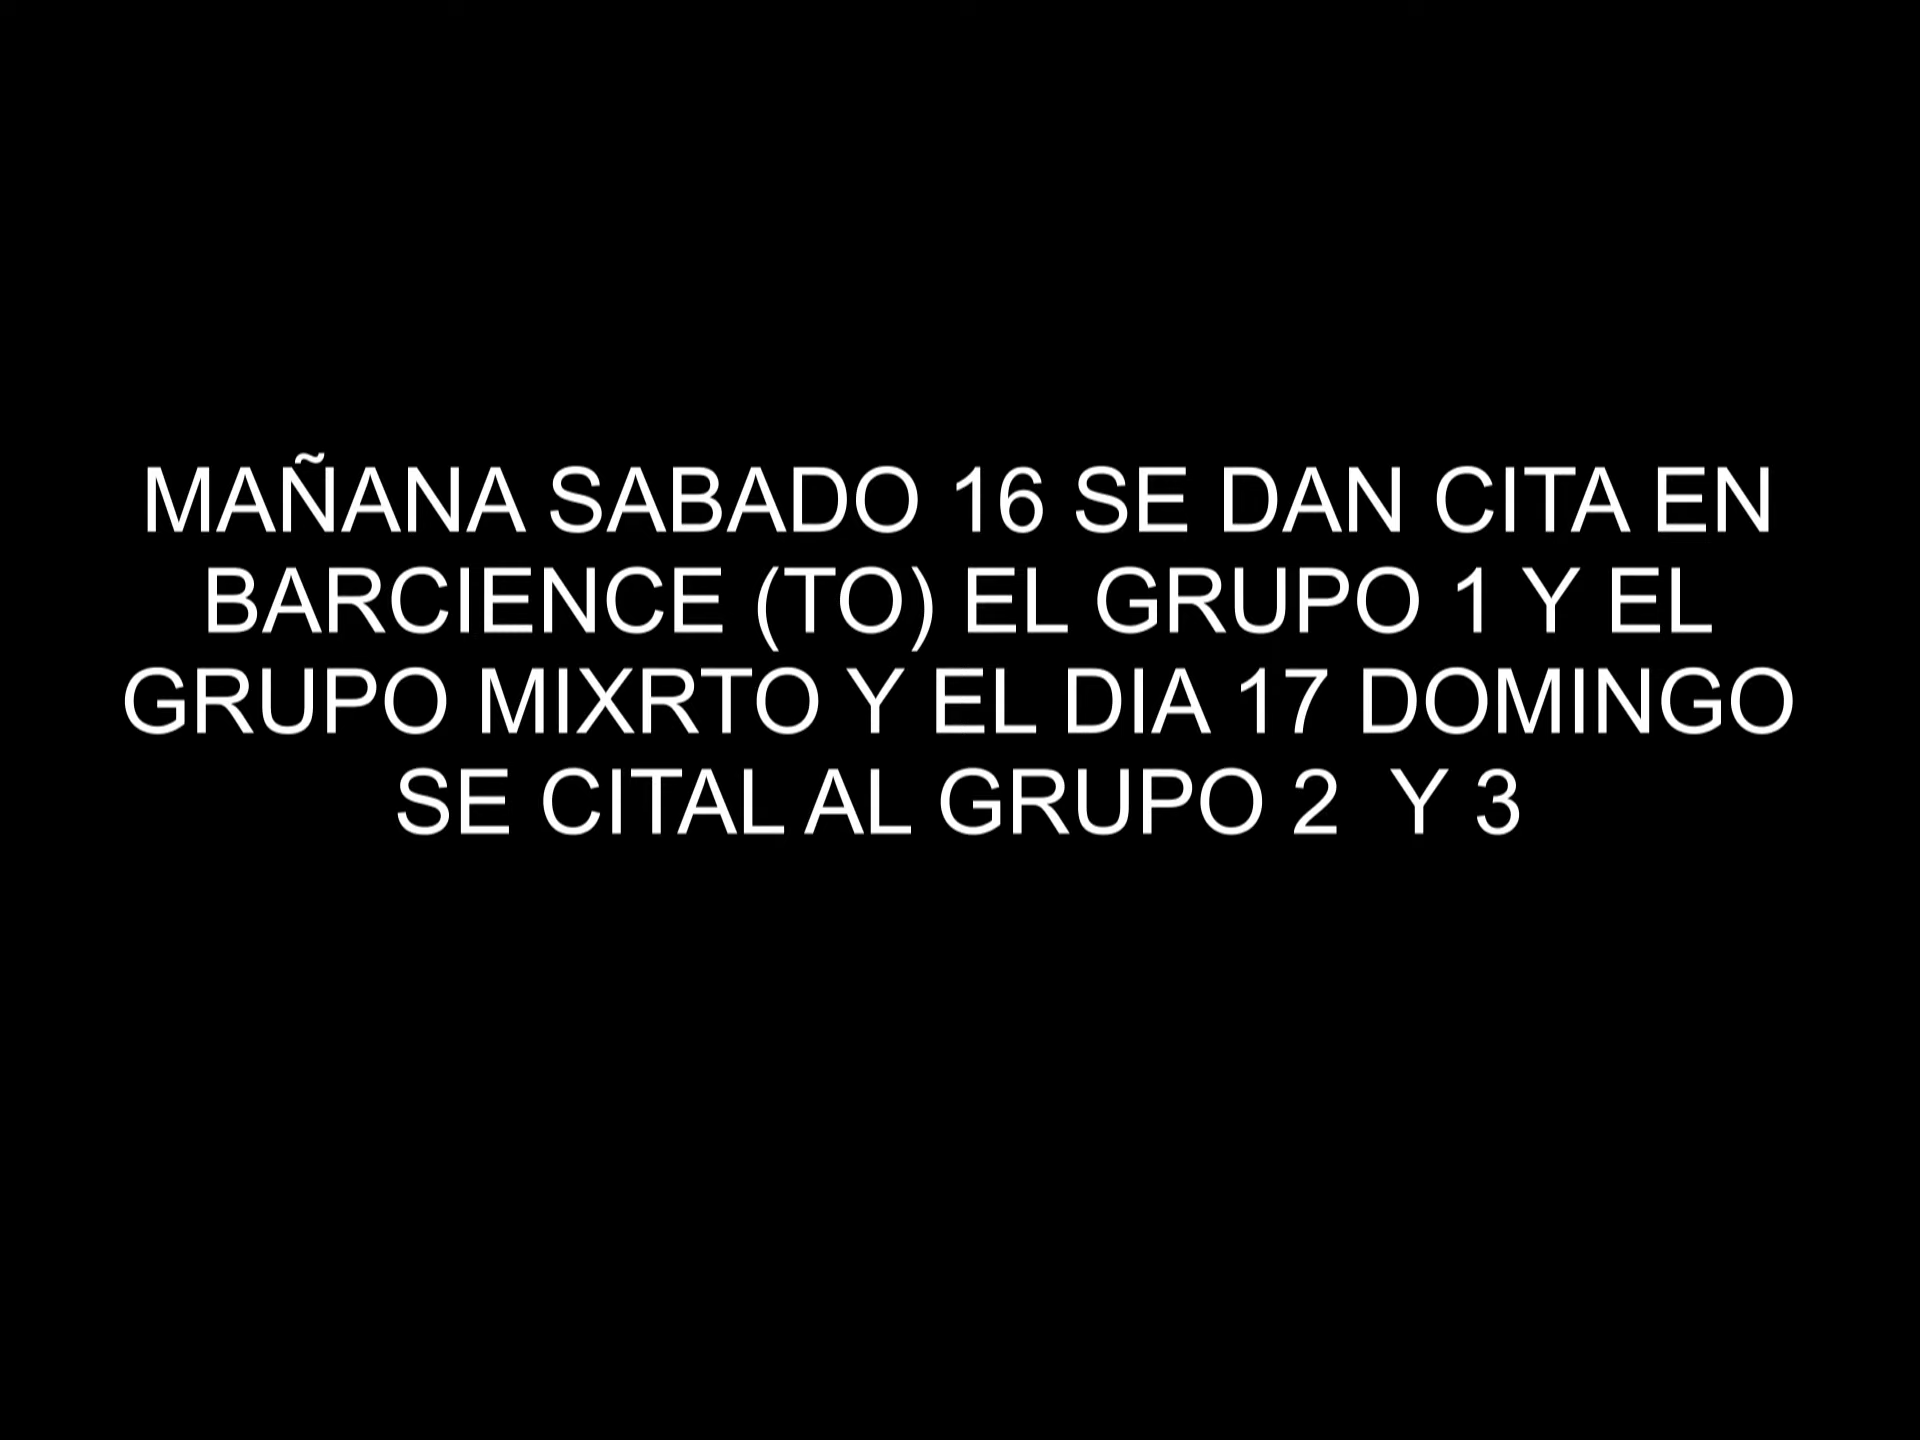 MAÑANA SABADO 16 SE DAN CITA EN
BARCIENCE (TO) EL GRUPO 1 Y EL
GRUPO MIXRTO Y EL DIA 17 DOMINGO
SE CITAL AL GRUPO 2  Y 3